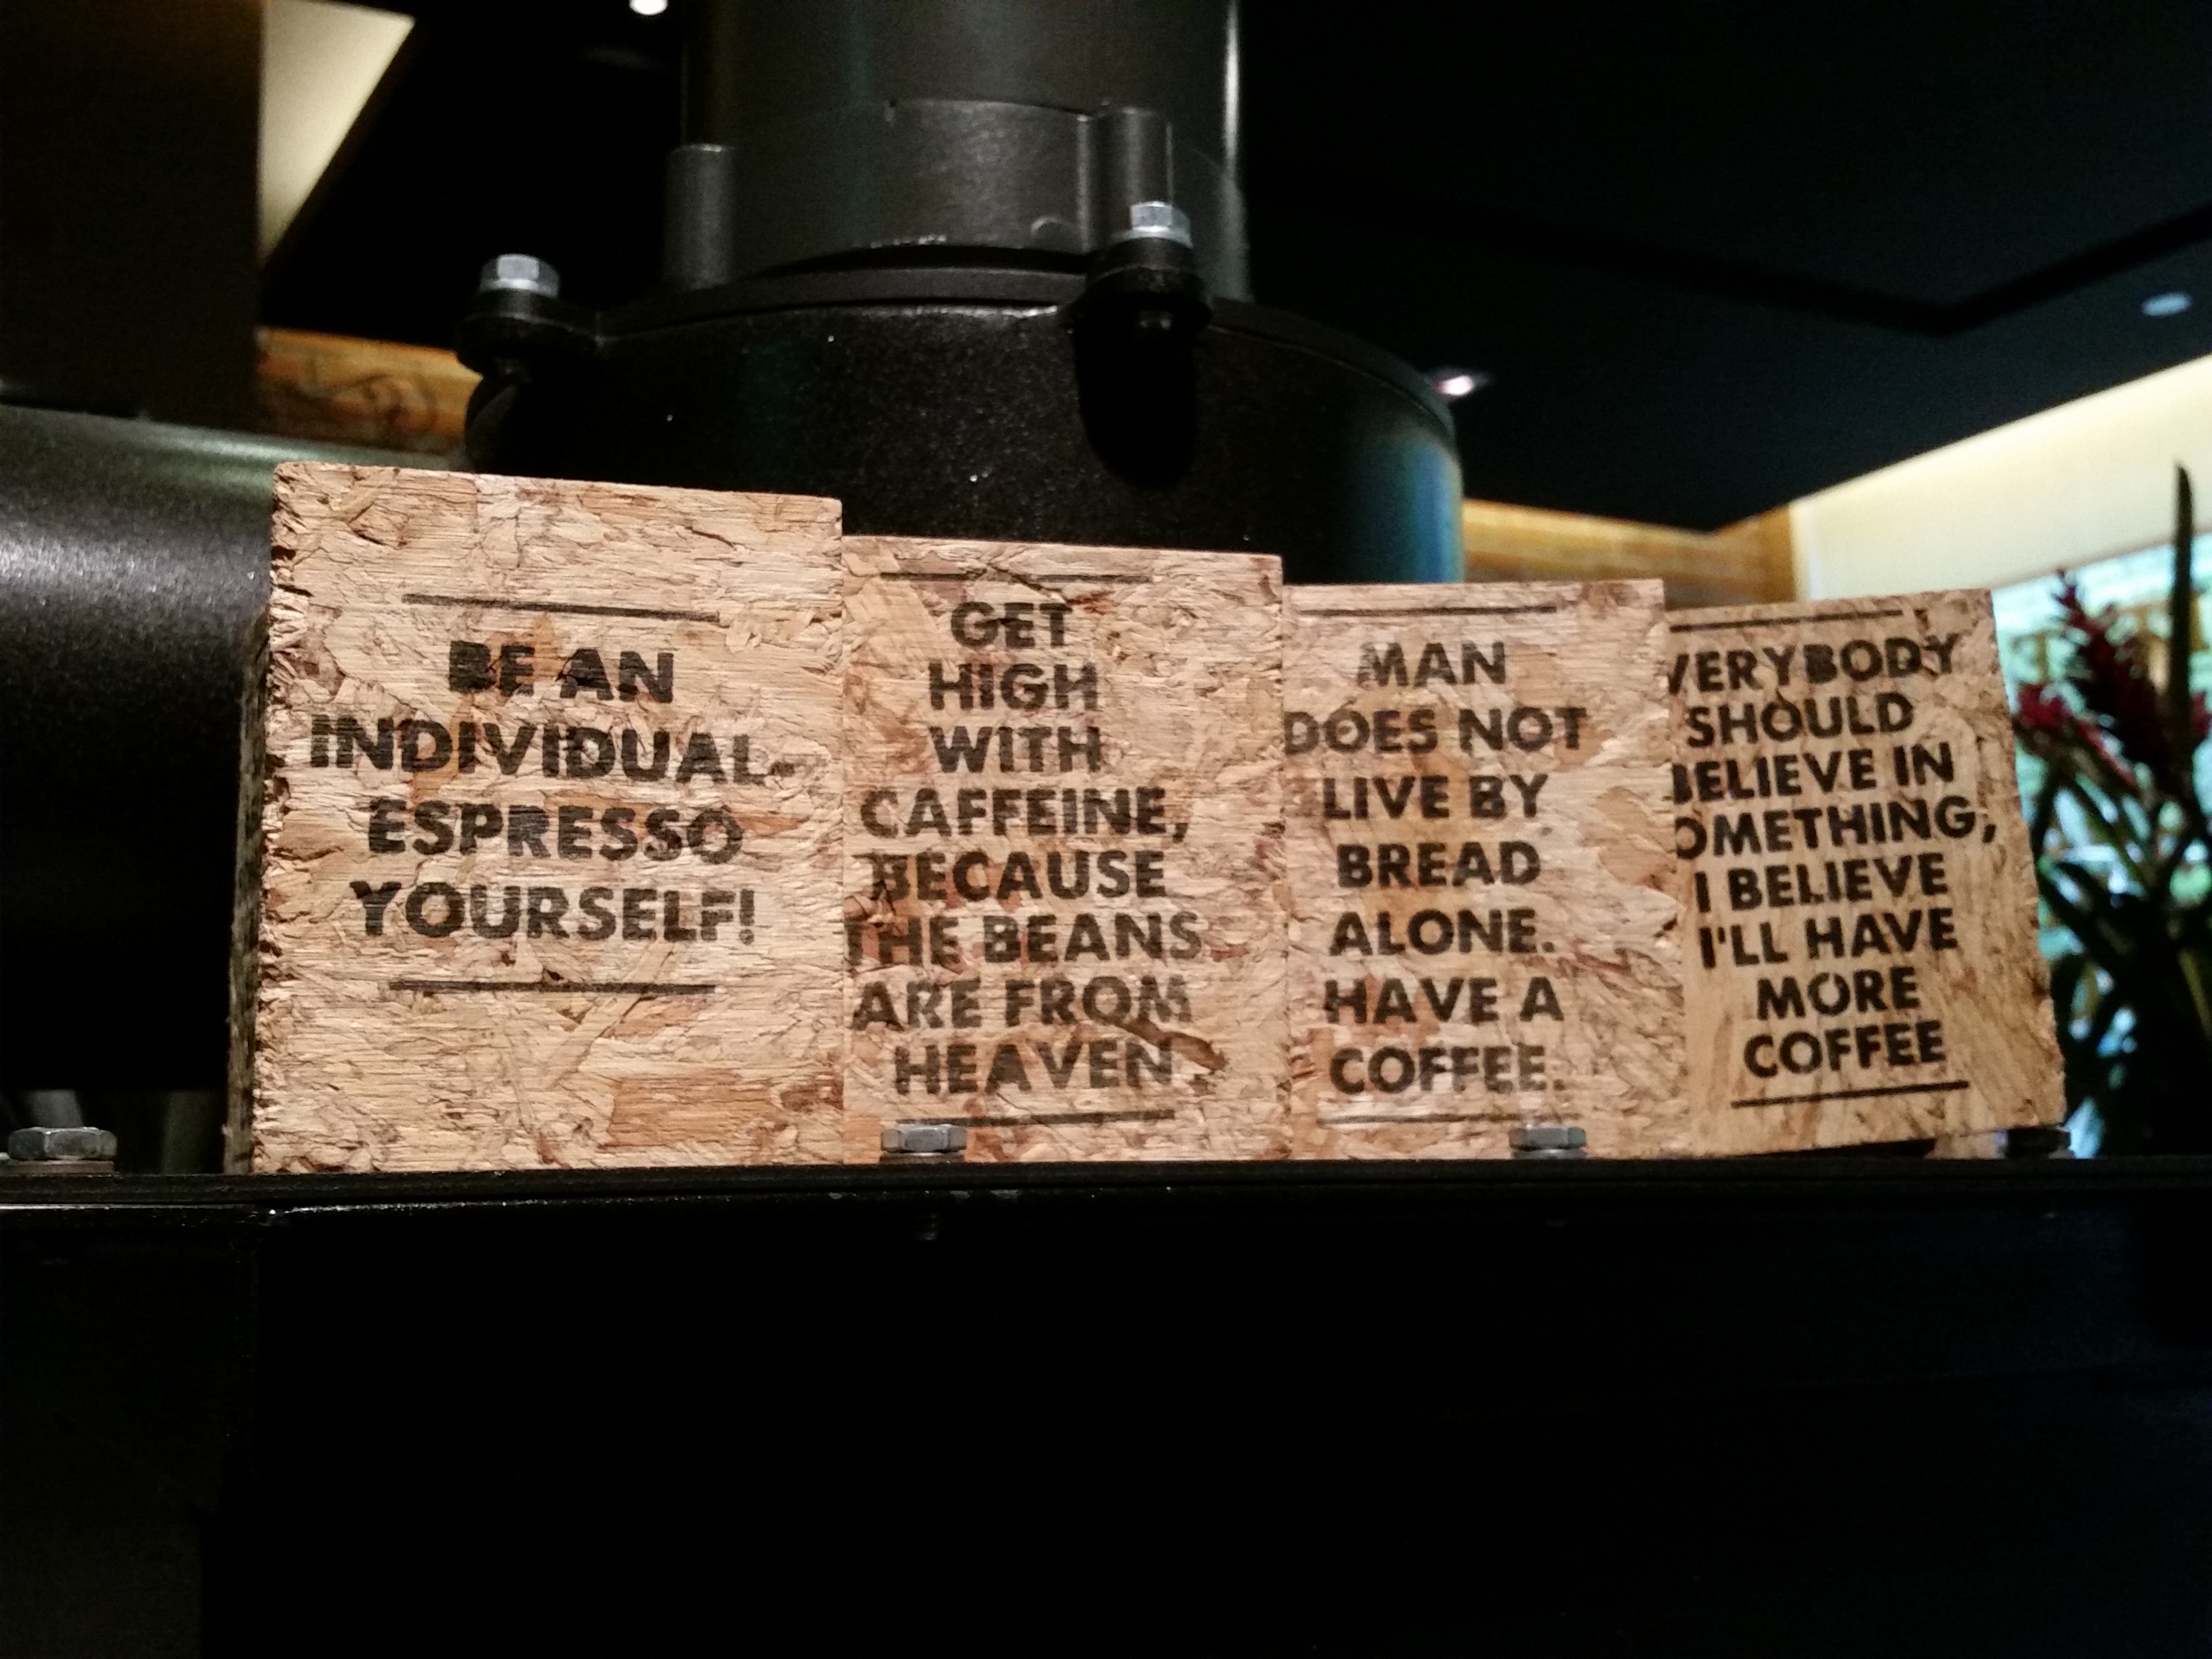 BE AN
INDIVIDUAL-
ESPRESSO
YOURSELF!
GET
HIGH
WITH
CAFFEINE,
BECAUSE
THE BEANS
ARE FROM
HEAVEN.
MAN
DOES NOT
LIVE BY
BREAD
ALONE.
HAVE A
COFFEE.
VERYBODY
SHOULD
BELIEVE IN
OMETHING,
I BELIEVE
I'LL HAVE
MORE
COFFEE